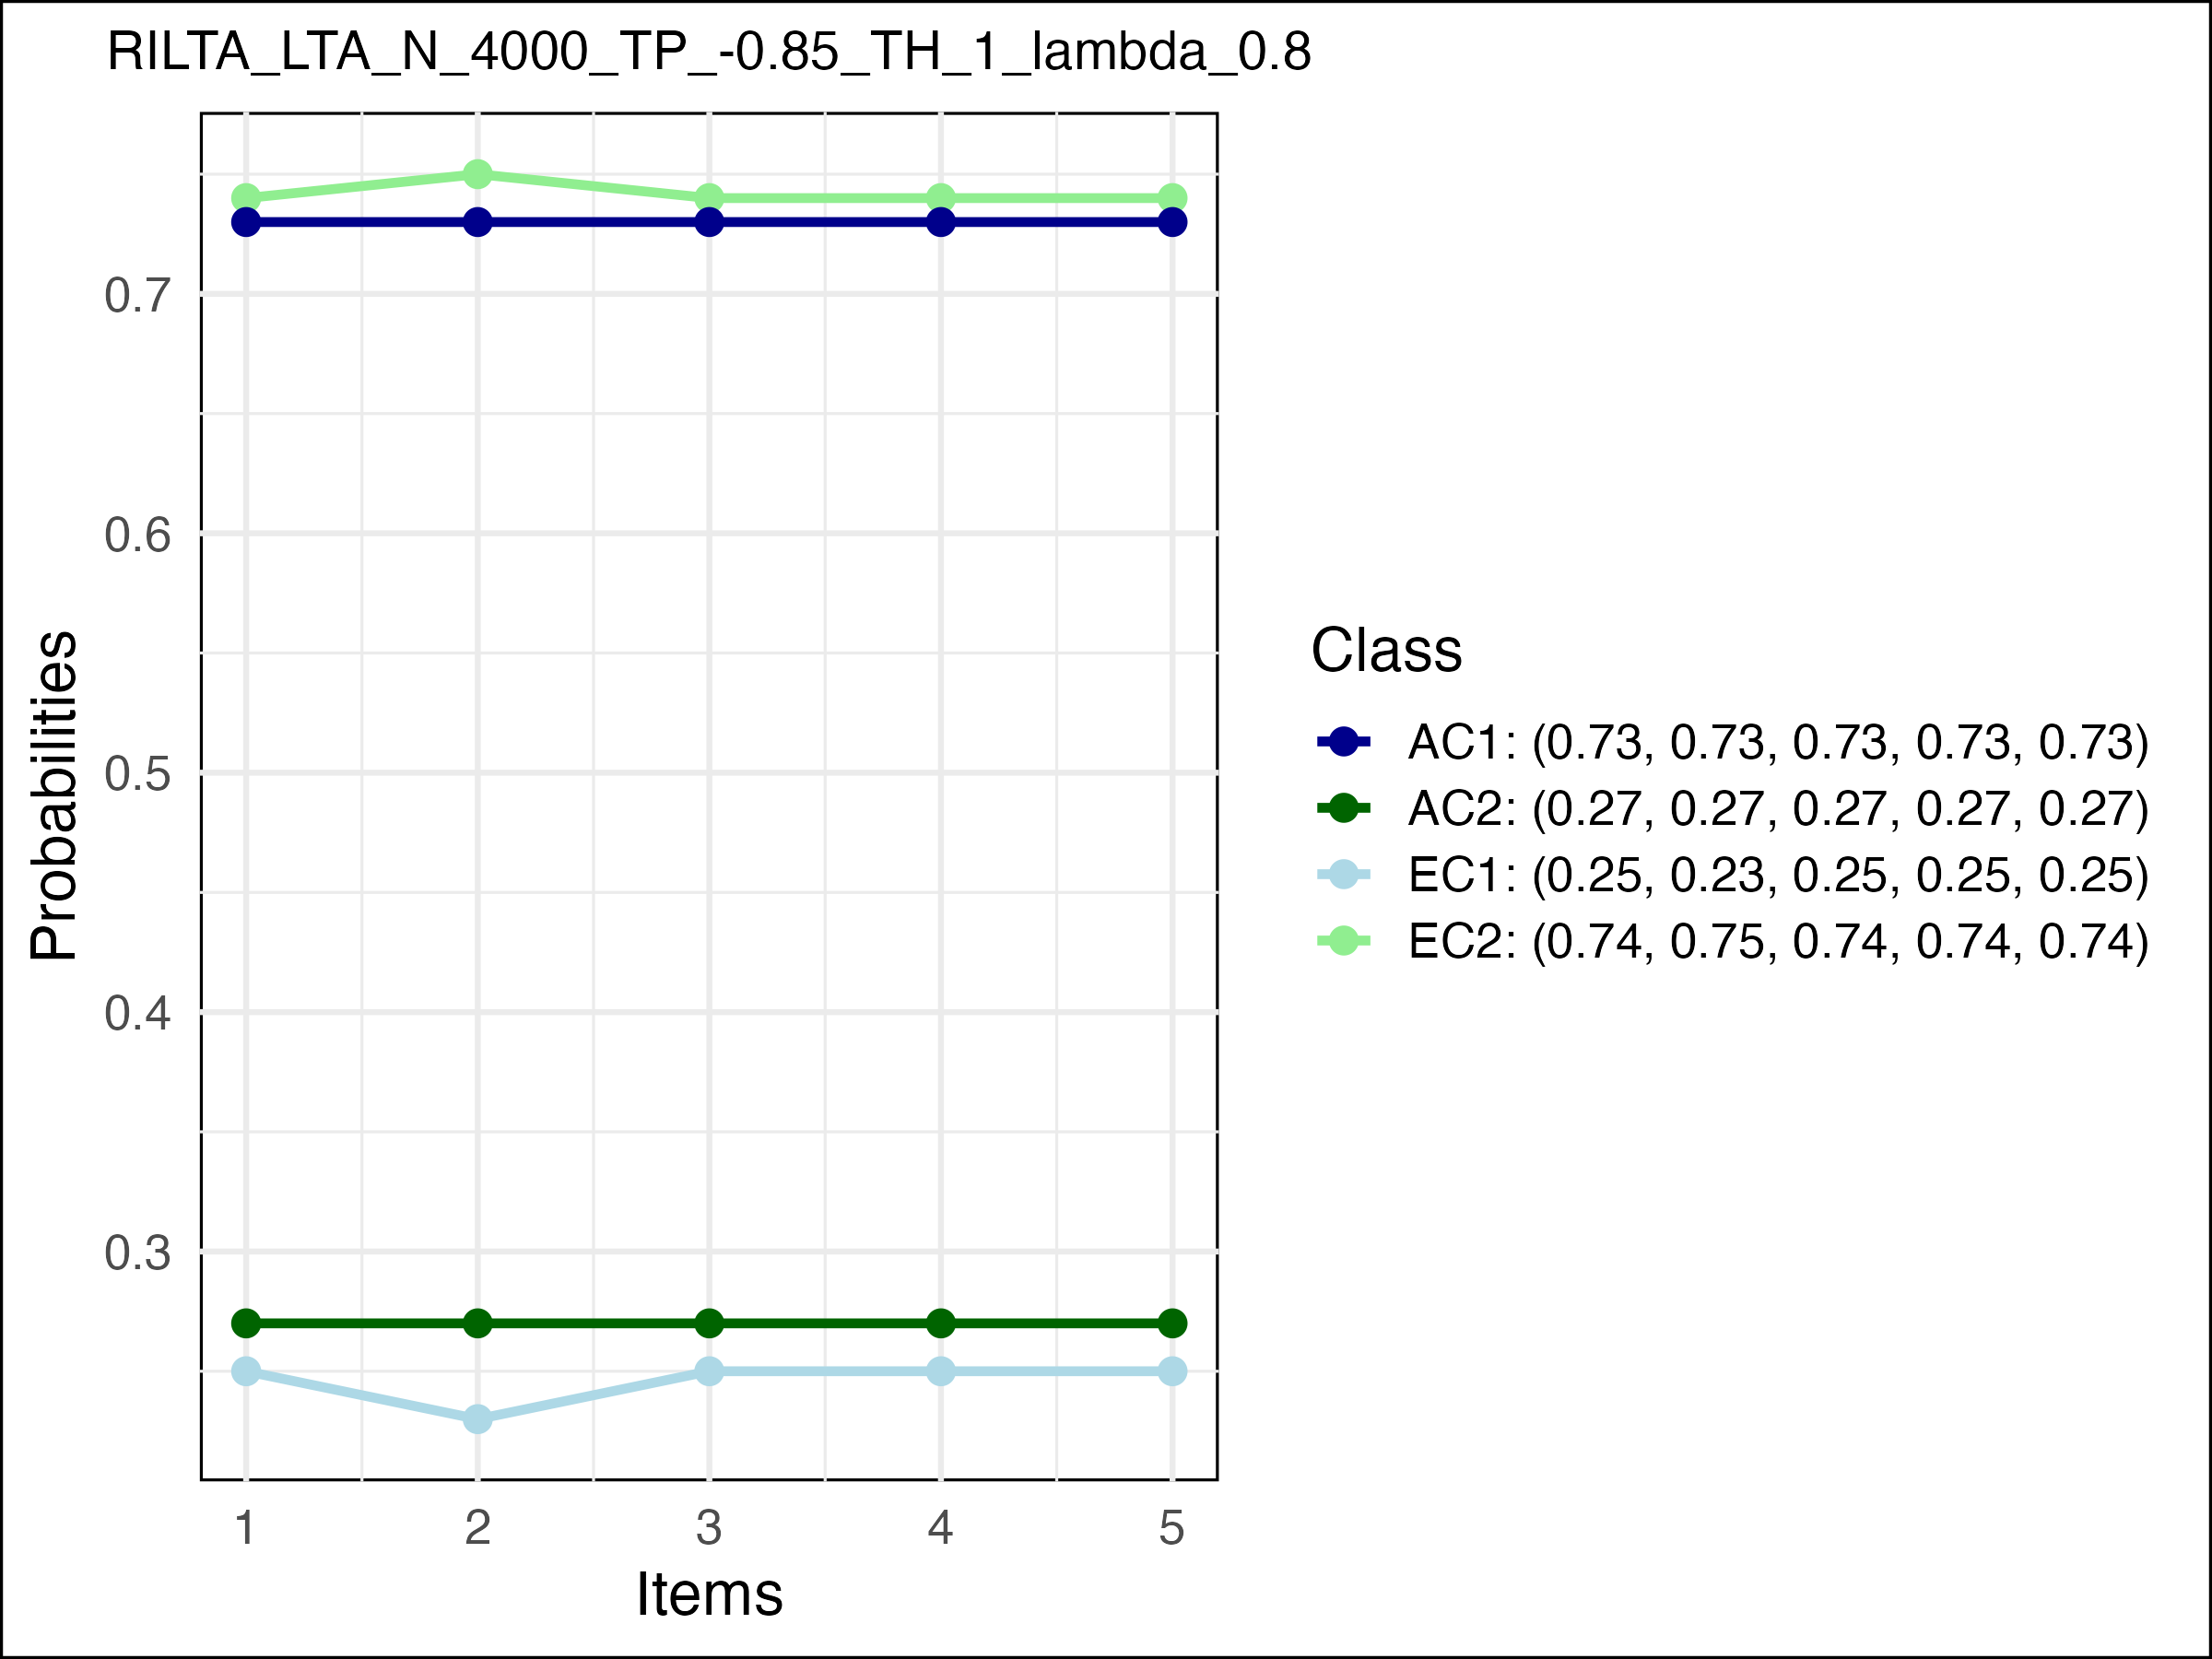 RILTA_LTA_N_4000_TP_-0.85_TH_1_lambda_0.8
Probabilities
0.7
0.6
0.5
0.4
0.3
1 2 3 4 5
Items
Class
AC1: (0.73, 0.73, 0.73, 0.73, 0.73)
AC2: (0.27, 0.27, 0.27, 0.27, 0.27)
EC1: (0.25, 0.23, 0.25, 0.25, 0.25)
EC2: (0.74, 0.75, 0.74, 0.74, 0.74)